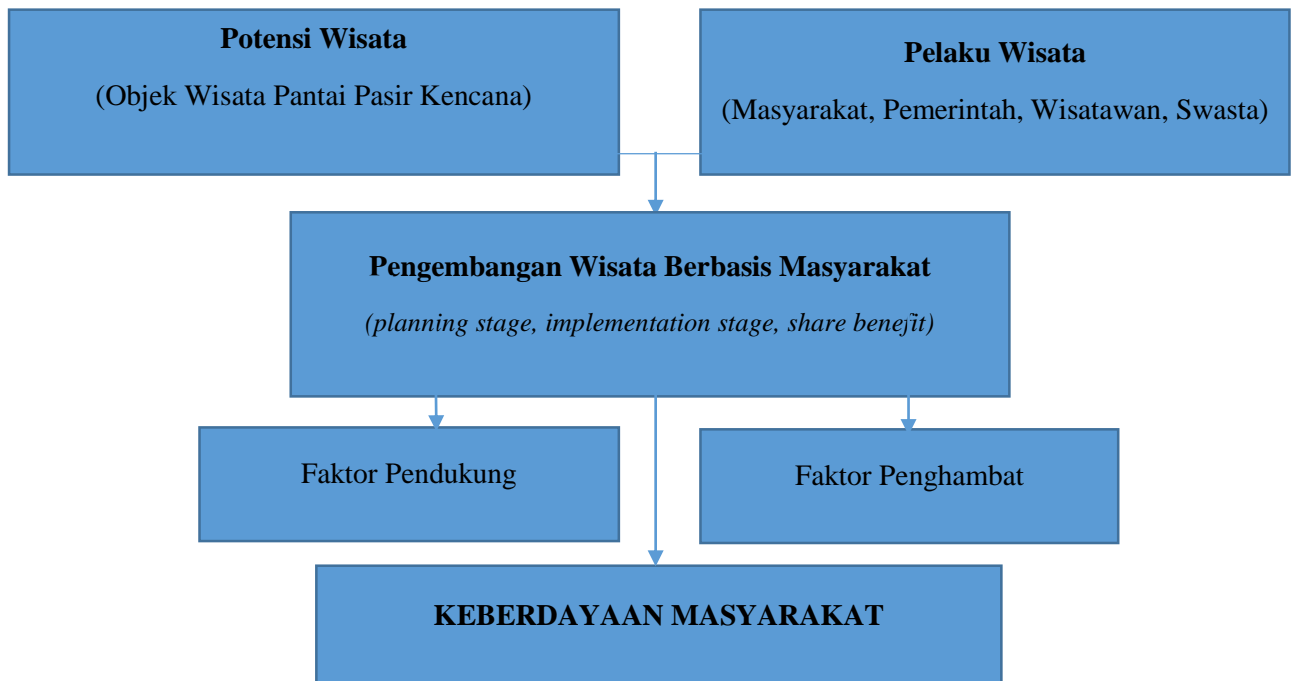 Potensi Wisata
(Objek Wisata Pantai Pasir Kencana)
Pelaku Wisata
(Masyarakat, Pemerintah, Wisatawan, Swasta)
Pengembangan Wisata Berbasis Masyarakat
(planning stage, implementation stage, share benefit)
Faktor Pendukung
Faktor Penghambat
KEBERDAYAAN MASYARAKAT